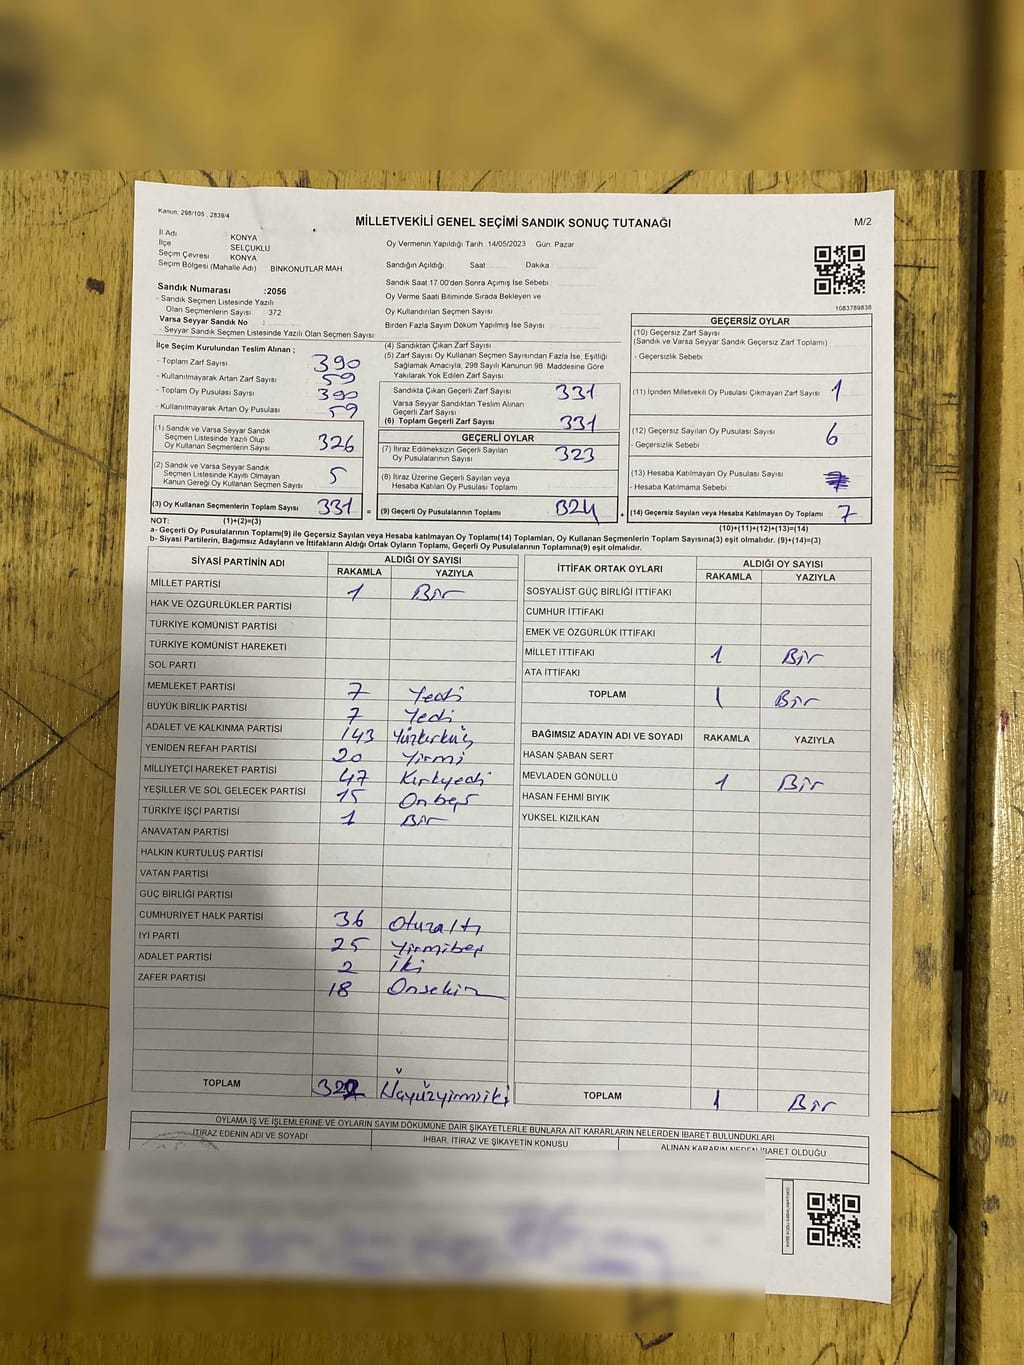 Kanun, 298/105 , 2839/4
MİLLETVEKİLİ GENEL SEÇİMİ SANDIK SONUÇ TUTANAĞI
M/2
İl Adı : KONYA
İlçe : SELÇUKLU
Seçim Çevresi : KONYA
Seçim Bölgesi (Mahalle Adı) : BİNKONUTLAR MAH
Sandık Numarası :2056
- Sandık Seçmen Listesinde Yazılı
Olan Seçmenlerin Sayısı : 372
Varsa Seyyar Sandık No :
- Seyyar Sandık Listesinde Yazılı Olan Seçmen Sayısı
Oy Vermenin Yapıldığı Tarih :14/05/2023 Gün: Pazar
Sandığın Açıldığı Saat: Dakika:
Sandık Saat 17.00'den Sonra Açımış İse Sebebi :
Oy Verme Saati Bitiminde Sırada Bekleyen ve
Oy Kullandırılan Seçmen Sayısı :
Birden Fazla Sayım Döküm Yapılmış İse Sayısı :
1083789838
İlçe Seçim Kurulundan Teslim Alınan ;
- Toplam Zarf Sayısı : 390
- Kullanılmayarak Artan Zarf Sayısı : 59
- Toplam Oy Pusulası Sayısı : 390
- Kullanılmayarak Artan Oy Pusulası : 59
(1) Sandık ve Varsa Seyyar Sandık
Seçmen Listesinde Yazılı Olup
Oy Kullanan Seçmenlerin Sayısı : 326
(2) Sandık ve Varsa Seyyar Sandık
Seçmen Listesinde Kayıtlı Olmayan
Kanun Gereği Oy Kullanan Seçmen Sayısı : 5
(3) Oy Kullanan Seçmenlerin Toplam Sayısı : 331 =
(4) Sandıktan Çıkan Zarf Sayısı :
(5) Zarf Sayısı Oy Kullanan Seçmen Sayısından Fazla İse, Eşitliği
Sağlamak Amacıyla, 298 Sayılı Kanunun 98. Maddesine Göre
Yakılarak Yok Edilen Zarf Sayısı :
Sandıkta Çıkan Geçerli Zarf Sayısı : 331
Varsa Seyyar Sandıktan Teslim Alınan
Geçerli Zarf Sayısı :
(6) Toplam Geçerli Zarf Sayısı : 331
GEÇERLİ OYLAR
(7) İtiraz Edilmeksizin Geçerli Sayılan
Oy Pusulalarının Sayısı : 323
(8) İtiraz Üzerine Geçerli Sayılan veya
Hesaba Katılan Oy Pusulası Toplamı :
(9) Geçerli Oy Pusulalarının Toplamı : 324 +
GEÇERSİZ OYLAR
(10) Geçersiz Zarf Sayısı
(Sandık ve Varsa Seyyar Sandık Geçersiz Zarf Toplamı) :
- Geçersizlik Sebebi :
(11) İçinden Milletvekili Oy Pusulası Çıkmayan Zarf Sayısı : 1
(12) Geçersiz Sayılan Oy Pusulası Sayısı : 6
- Geçersizlik Sebebi :
(13) Hesaba Katılmayan Oy Pusulası Sayısı :
- Hesaba Katılmama Sebebi :
(14) Geçersiz Sayılan veya Hesaba Katılmayan Oy Toplamı : 7
NOT: (1)+(2)=(3)
(10)+(11)+(12)+(13)=(14)
a- Geçerli Oy Pusulalarının Toplamı(9) ile Geçersiz Sayılan veya Hesaba katılmayan Oy Toplamı(14) Toplamları, Oy Kullanan Seçmenlerin Toplam Sayısına(3) eşit olmalıdır. (9)+(14)=(3)
b- Siyasi Partilerin, Bağımsız Adayların ve İttifakların Aldığı Ortak Oyların Toplamı, Geçerli Oy Pusulalarının Toplamına(9) eşit olmalıdır.
SİYASİ PARTİNİN ADI ALDIĞI OY SAYISI
RAKAMLA YAZIYLA
MİLLET PARTİSİ 1 Bir
HAK VE ÖZGÜRLÜKLER PARTİSİ
TÜRKİYE KOMÜNİST PARTİSİ
TÜRKİYE KOMÜNİST HAREKETİ
SOL PARTİ
MEMLEKET PARTİSİ 7 Yedi
BÜYÜK BİRLİK PARTİSİ 7 Yedi
ADALET VE KALKINMA PARTİSİ 143 Yüzkırküç
YENİDEN REFAH PARTİSİ 20 Yirmi
MİLLİYETÇİ HAREKET PARTİSİ 47 Kırkyedi
YEŞİLLER VE SOL GELECEK PARTİSİ 15 Onbeş
TÜRKİYE İŞÇİ PARTİSİ 1 Bir
ANAVATAN PARTİSİ
HALKIN KURTULUŞ PARTİSİ
VATAN PARTİSİ
GÜÇ BİRLİĞİ PARTİSİ
CUMHURİYET HALK PARTİSİ 36 Otuzaltı
İYİ PARTİ 25 Yirmibeş
ADALET PARTİSİ 2 İki
ZAFER PARTİSİ 18 Onsekiz
TOPLAM 322 Üçyüzyirmiiki
İTTİFAK ORTAK OYLARI ALDIĞI OY SAYISI
RAKAMLA YAZIYLA
SOSYALİST GÜÇ BİRLİĞİ İTTİFAKI
CUMHUR İTTİFAKI
EMEK VE ÖZGÜRLÜK İTTİFAKI
MİLLET İTTİFAKI 1 Bir
ATA İTTİFAKI
TOPLAM 1 Bir
BAĞIMSIZ ADAYIN ADI VE SOYADI RAKAMLA YAZIYLA
HASAN ŞABAN SERT
MEVLADEN GÖNÜLLÜ 1 Bir
HASAN FEHMİ BIYIK
YÜKSEL KIZILKAN
TOPLAM 1 Bir
OYLAMA İŞ VE İŞLEMLERİNE VE OYLARIN SAYIM DÖKÜMÜNE DAİR ŞİKAYETLERLE BUNLARA AİT KARARLARIN NELERDEN İBARET BULUNDUKLARI
İTİRAZ EDENİN ADI VE SOYADI İHBAR, İTİRAZ VE ŞİKAYETİN KONUSU ALINAN KARARIN NEDEN İBARET OLDUĞU